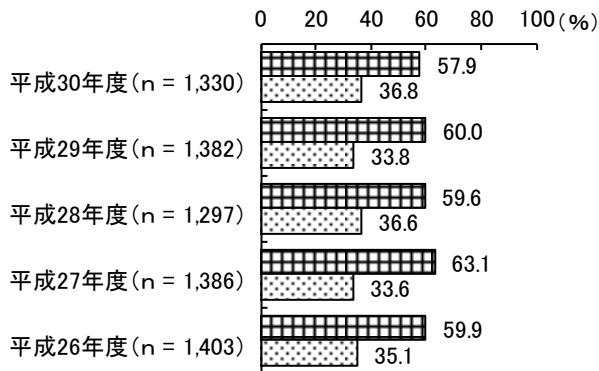 0 20 40 60 80 100(%)
平成30年度(n = 1,330) 57.9
36.8
平成29年度(n = 1,382) 60.0
33.8
平成28年度(n = 1,297) 59.6
36.6
平成27年度(n = 1,386) 63.1
33.6
平成26年度(n = 1,403) 59.9
35.1